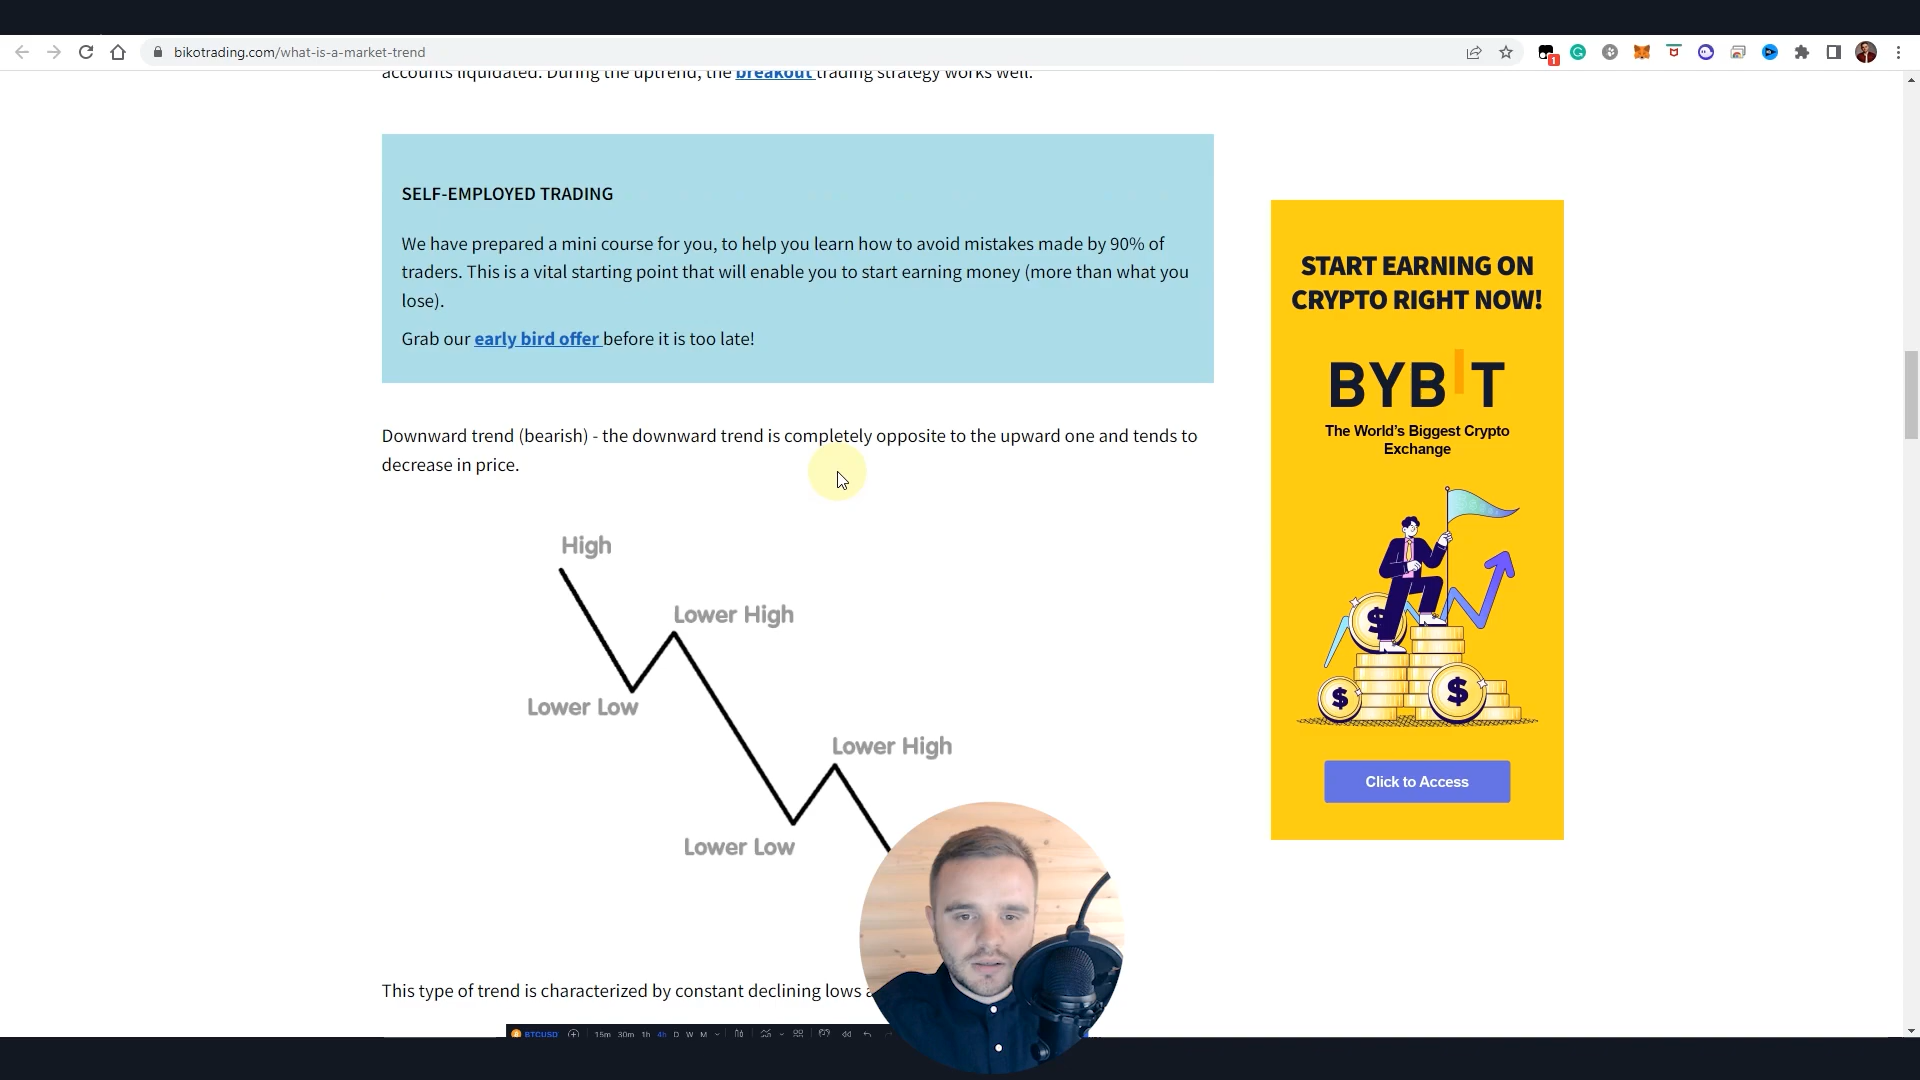 bikotrading.com/what-is-a-market-trend
1
accounts liquidated. During the uptrend, the breakout trading strategy works well.
SELF-EMPLOYED TRADING
We have prepared a mini course for you, to help you learn how to avoid mistakes made by 90% of
traders. This is a vital starting point that will enable you to start earning money (more than what you
lose).
Grab our early bird offer before it is too late!
START EARNING ON
CRYPTO RIGHT NOW!
BYBIT
The World's Biggest Crypto
Exchange
$
$
$
Click to Access
Downward trend (bearish) - the downward trend is completely opposite to the upward one and tends to
decrease in price.
High
Lower High
Lower Low
Lower High
Lower Low
This type of trend is characterized by constant declining lows
BTCUSD 15m 30m 1h 4h D W M